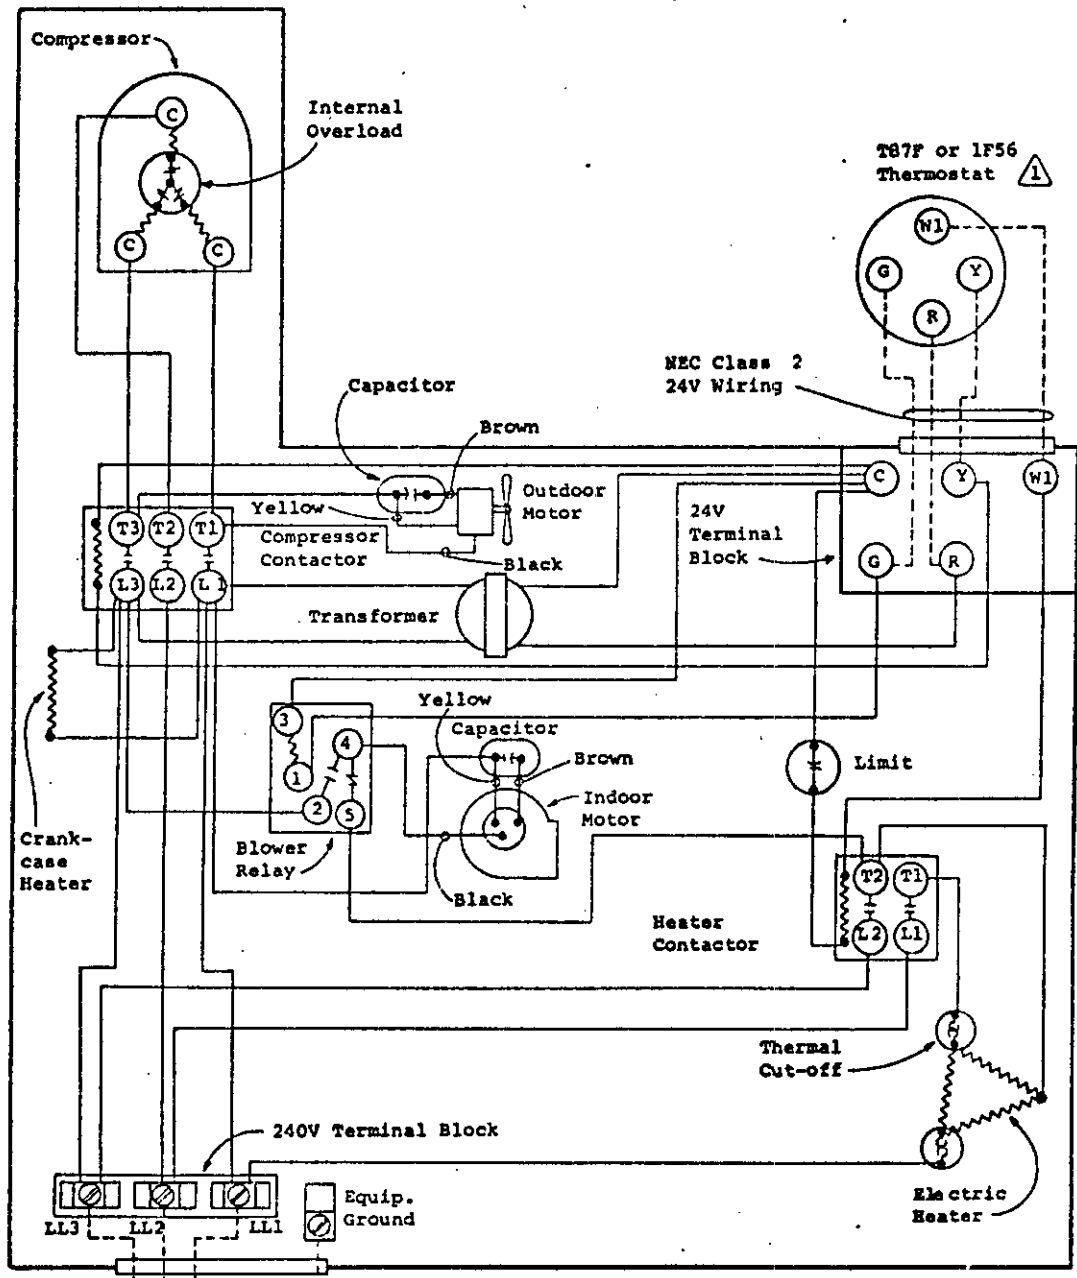 Compressor
C
Internal
Overload
C
C
T87F or 1F56
Thermostat 1
W1
G
Y
R
NEC Class 2
24V Wiring
Capacitor
Brown
Yellow
Outdoor
Motor
C
Y
W1
24V
Terminal
Block
G
R
T3
T2
T1
Compressor
Contactor
Black
L3
L2
L1
Transformer
Yellow
Capacitor
Brown
3
4
1
2
5
Indoor
Motor
Limit
Blower
Relay
Black
Crank-
case
Heater
T2
T1
L2
L1
Heater
Contactor
Thermal
Cut-off
240V Terminal Block
Equip.
Ground
LL3
LL2
LL1
Electric
Heater